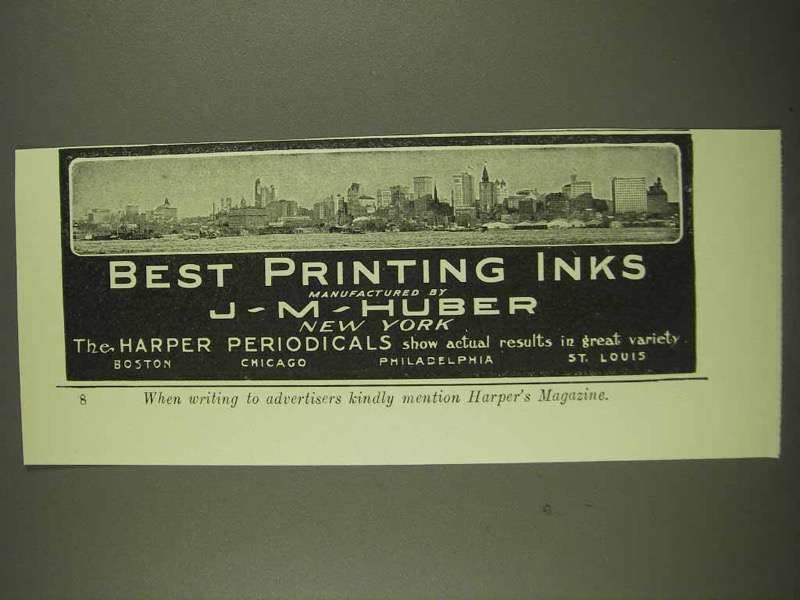 BEST PRINTING INKS
MANUFACTURED BY
J-M-HUBER
NEW YORK
The HARPER PERIODICALS show actual results in great variety
BOSTON CHICAGO PHILADELPHIA ST. LOUIS
8 When writing to advertisers kindly mention Harper's Magazine.